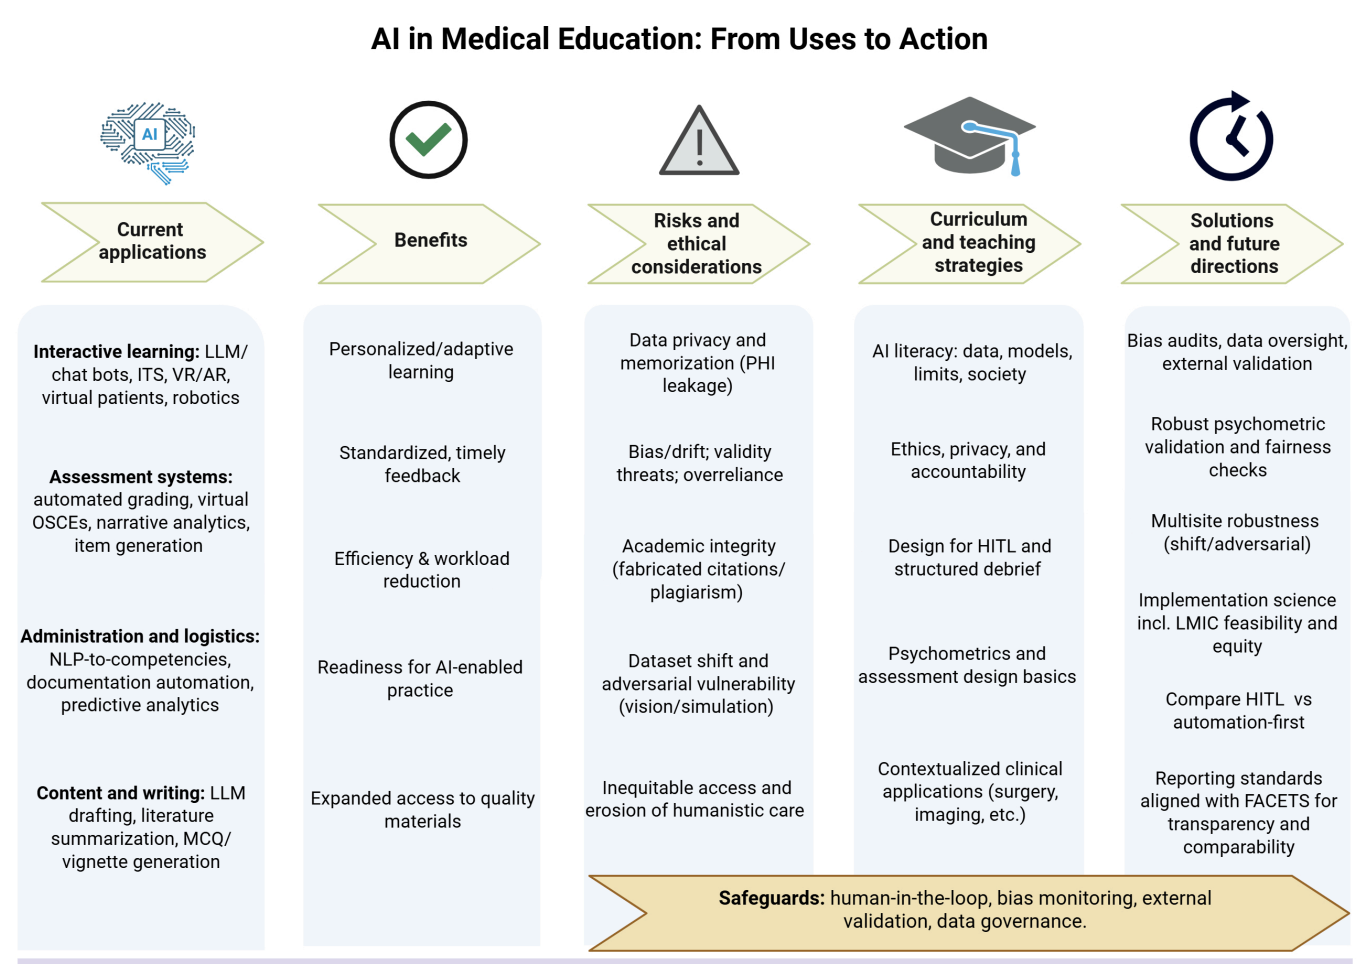 AI in Medical Education: From Uses to Action
AI
Current
applications
Benefits
Risks and
ethical
considerations
Curriculum
and teaching
strategies
Solutions
and future
directions
Interactive learning: LLM/
chat bots, ITS, VR/AR,
virtual patients, robotics
Assessment systems:
automated grading, virtual
OSCEs, narrative analytics,
item generation
Administration and logistics:
NLP-to-competencies,
documentation automation,
predictive analytics
Content and writing: LLM
drafting, literature
summarization, MCQ/
vignette generation
Personalized/adaptive
learning
Standardized, timely
feedback
Efficiency & workload
reduction
Readiness for AI-enabled
practice
Expanded access to quality
materials
Data privacy and
memorization (PHI
leakage)
Bias/drift; validity
threats; overreliance
Academic integrity
(fabricated citations/
plagiarism)
Dataset shift and
adversarial vulnerability
(vision/simulation)
Inequitable access and
erosion of humanistic care
AI literacy: data, models,
limits, society
Ethics, privacy, and
accountability
Design for HITL and
structured debrief
Psychometrics and
assessment design basics
Contextualized clinical
applications (surgery,
imaging, etc.)
Bias audits, data oversight,
external validation
Robust psychometric
validation and fairness
checks
Multisite robustness
(shift/adversarial)
Implementation science
incl. LMIC feasibility and
equity
Compare HITL  vs
automation-first
Reporting standards
aligned with FACETS for
transparency and
comparability
Safeguards: human-in-the-loop, bias monitoring, external
validation, data governance.